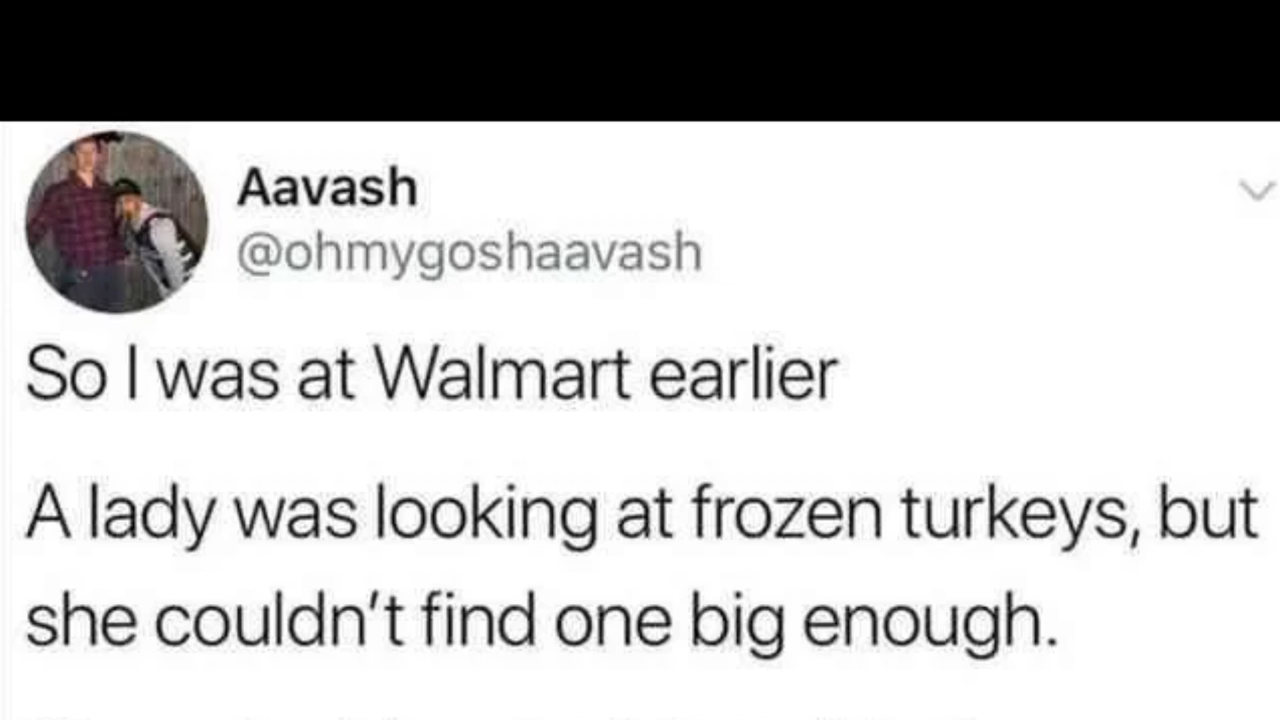 Aavash
@ohmygoshaavash
So I was at Walmart earlier
A lady was looking at frozen turkeys, but
she couldn't find one big enough.